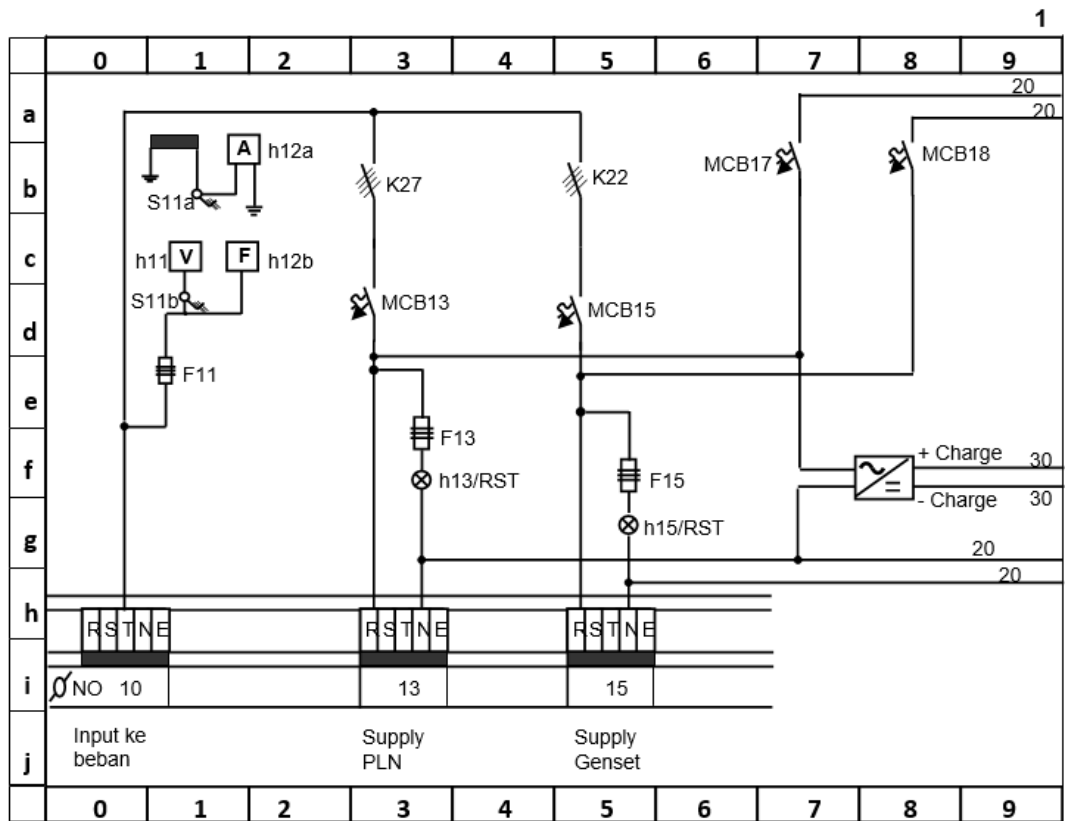 1
0 1 2 3 4 5 6 7 8 9
a
20
20
A h12a
MCB17
MCB18
b
K27
K22
S11a
c
h11 V F h12b
S11b
MCB13
MCB15
d
F11
e
F13
+ Charge 30
f
h13/RST
F15
- Charge 30
g
h15/RST
20
20
h
R S T N E
R S T N E
R S T N E
i
NO 10
13
15
j
Input ke
beban
Supply
PLN
Supply
Genset
0 1 2 3 4 5 6 7 8 9